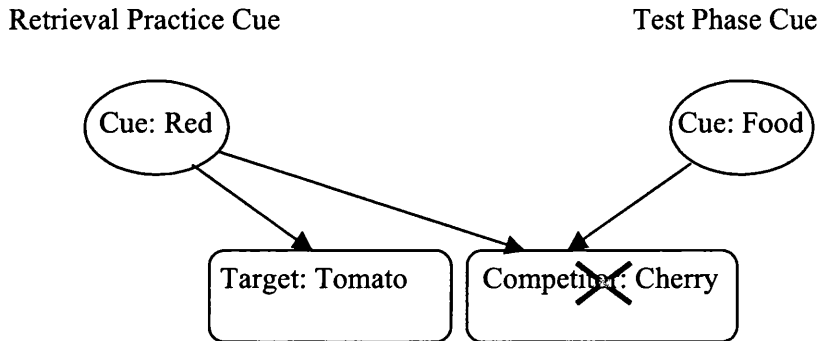 Retrieval Practice Cue
Test Phase Cue
Cue: Red
Cue: Food
Target: Tomato
Competitor: Cherry